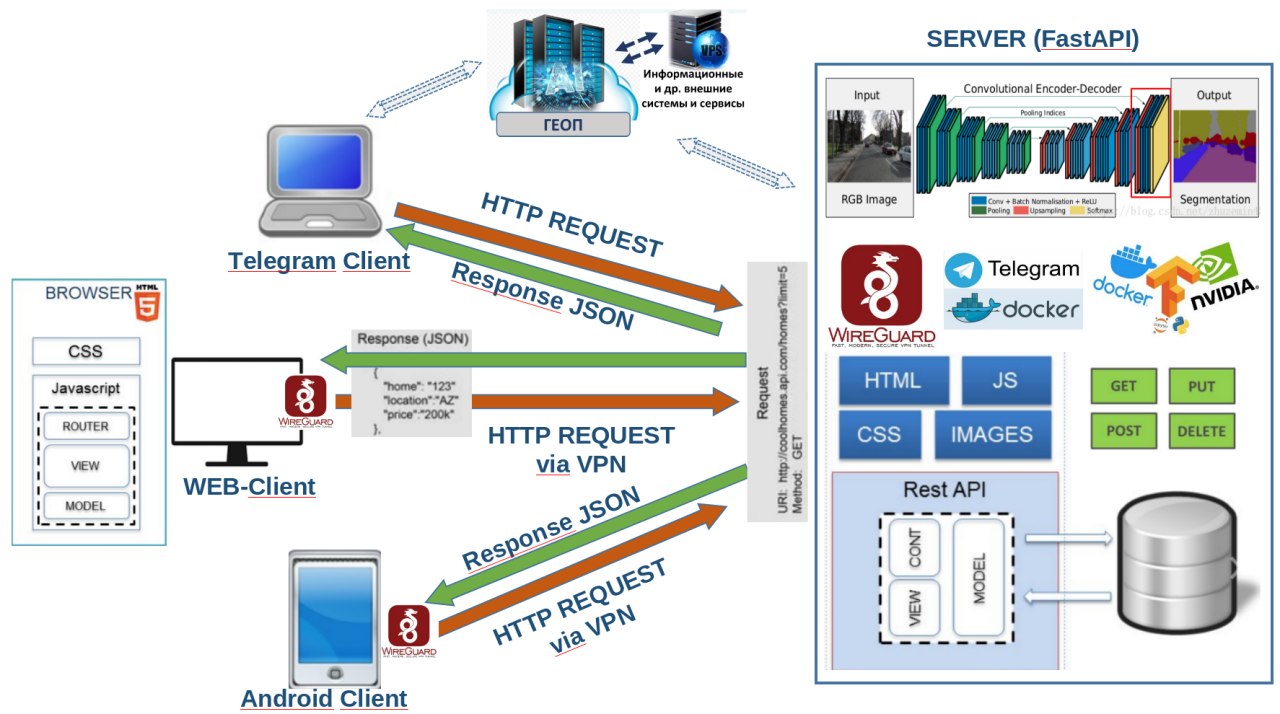 SERVER (FastAPI)
VPS
AI
Информационные
и др. внешние
системы и сервисы
ГЕОП
Input
Convolutional Encoder-Decoder
Output
Pooling Indices
RGB Image
Segmentation
Conv + Batch Normalisation + ReLU
Pooling
Upsampling
Softmax
HTTP REQUEST
Response JSON
Telegram Client
BROWSER
HTML
5
CSS
Javascript
ROUTER
VIEW
MODEL
Response (JSON)
{
"home": "123"
"location":"AZ"
"price":"200k"
},
WIREGUARD
HTTP REQUEST
via VPN
WEB-Client
Response JSON
HTTP REQUEST
via VPN
WIREGUARD
Android Client
Request
URI: http://coolhomes.api.com/homes?limit=5
Method: GET
WIREGUARD
FAST, MODERN, SECURE VPN TUNNEL
Telegram
docker
docker
NVIDIA.
HTML
JS
CSS
IMAGES
GET
PUT
POST
DELETE
Rest API
CONT
VIEW
MODEL